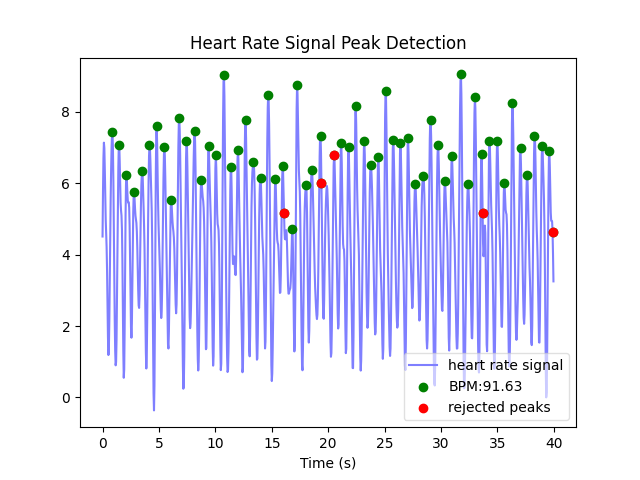 Heart Rate Signal Peak Detection
8
6
4
2
0
heart rate signal
BPM:91.63
rejected peaks
0 5 10 15 20 25 30 35 40
Time (s)